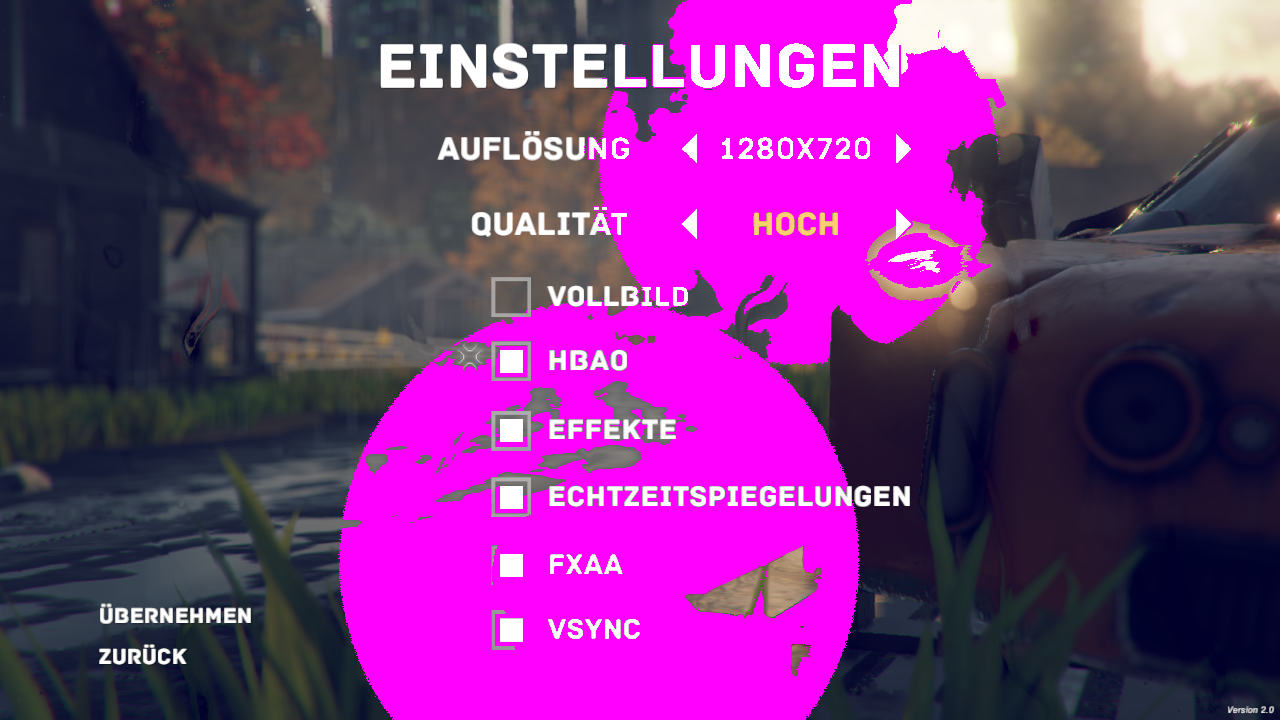 EINSTELLUNGEN
AUFLÖSUNG 1280X720
QUALITÄT HOCH
VOLLBILD
HBAO
EFFEKTE
ECHTZEITSPIEGELUNGEN
FXAA
VSYNC
ÜBERNEHMEN
ZURÜCK
Version 2.0